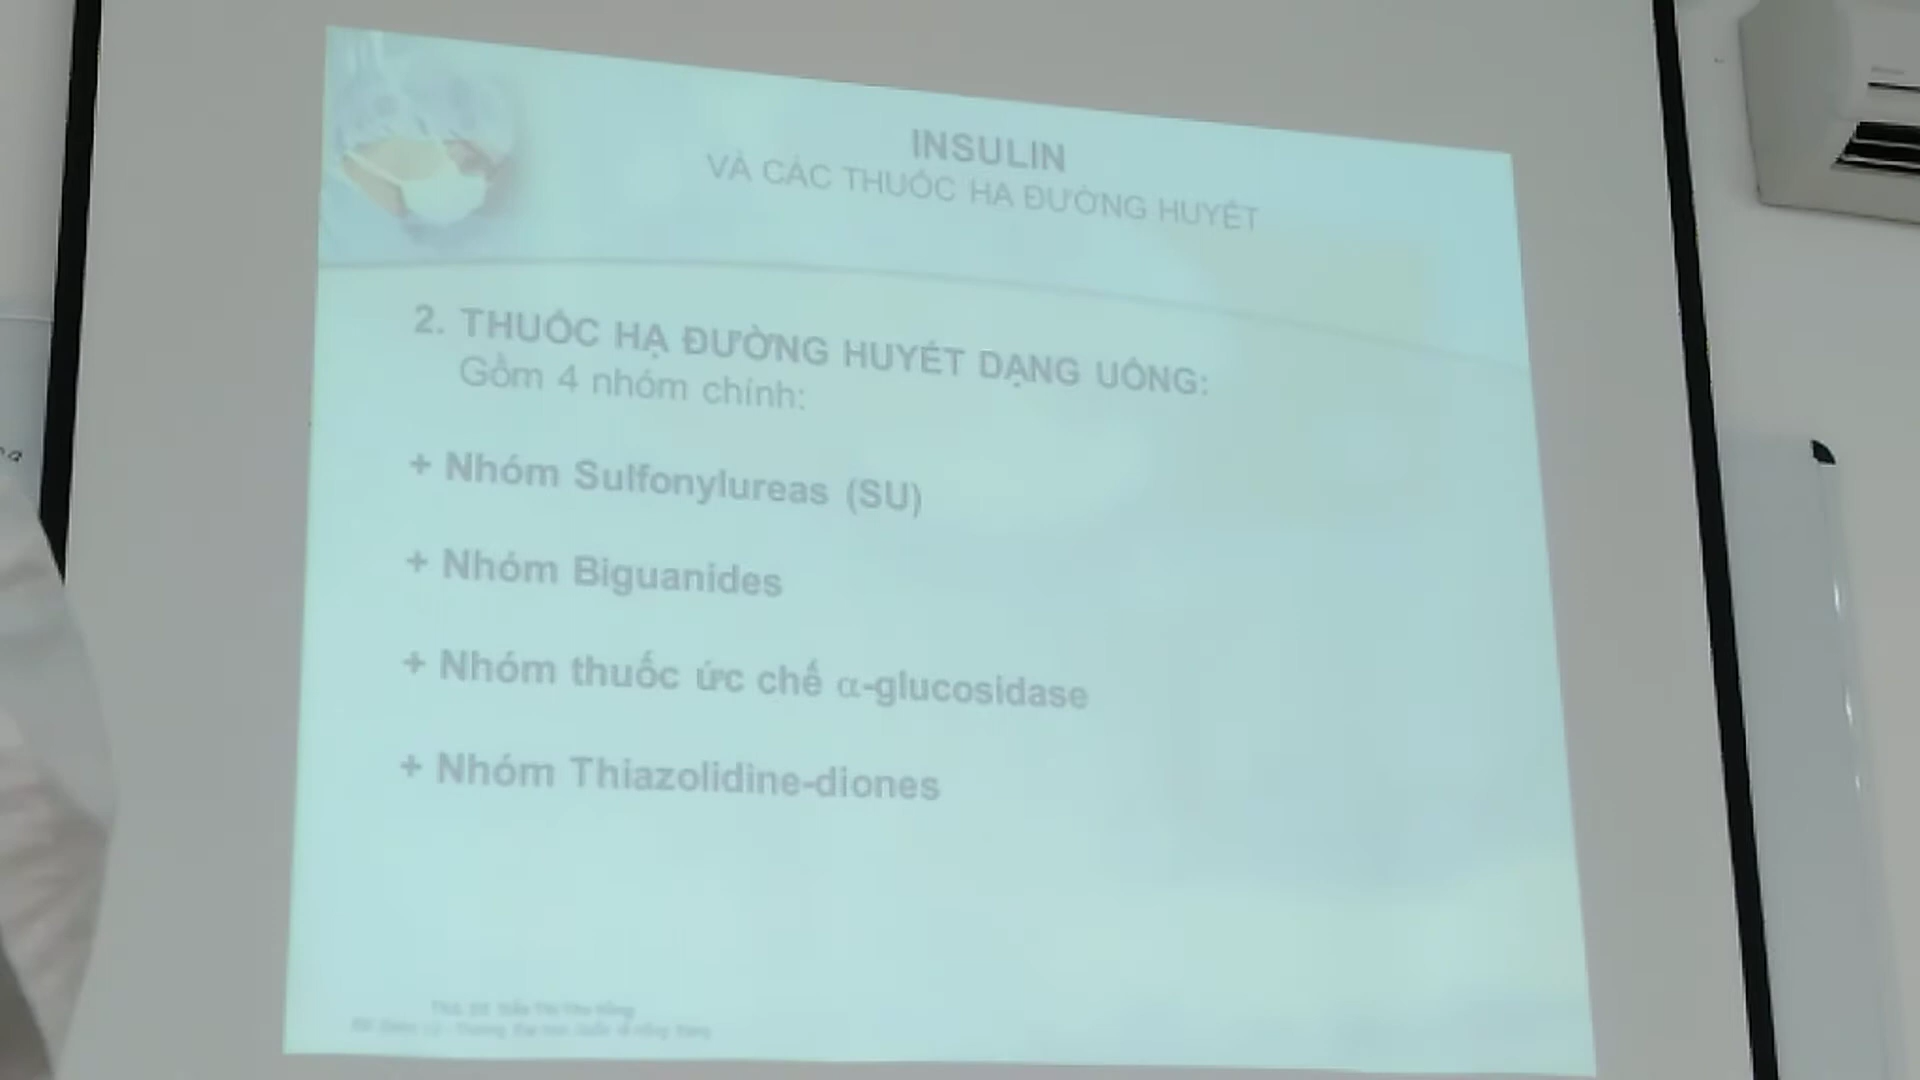 INSULIN
VÀ CÁC THUỐC HẠ ĐƯỜNG HUYẾT
2. THUỐC HẠ ĐƯỜNG HUYẾT DẠNG UỐNG:
Gồm 4 nhóm chính:
+ Nhóm Sulfonylureas (SU)
+ Nhóm Biguanides
+ Nhóm thuốc ức chế α-glucosidase
+ Nhóm Thiazolidine-diones